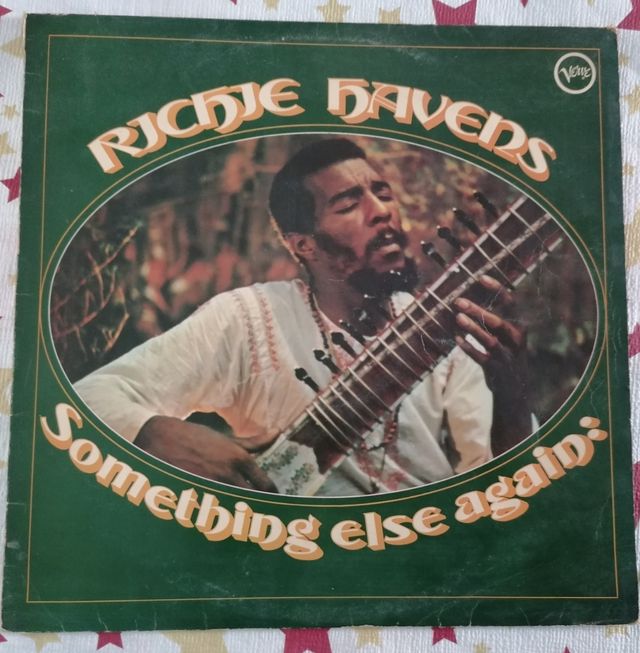 Verve
RICHIE HAVENS
Something else again: